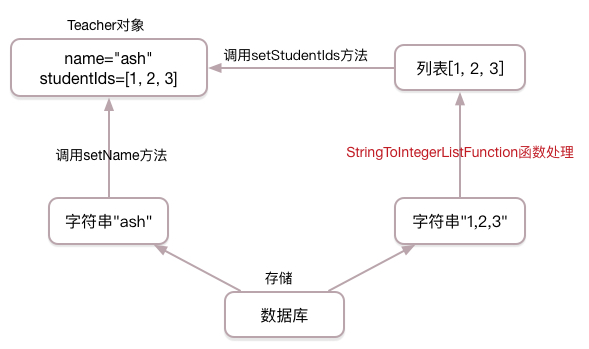 Teacher对象
name="ash"
studentIds=[1, 2, 3]
调用setStudentIds方法
列表[1, 2, 3]
调用setName方法
StringToIntegerListFunction函数处理
字符串"ash"
字符串"1,2,3"
存储
数据库